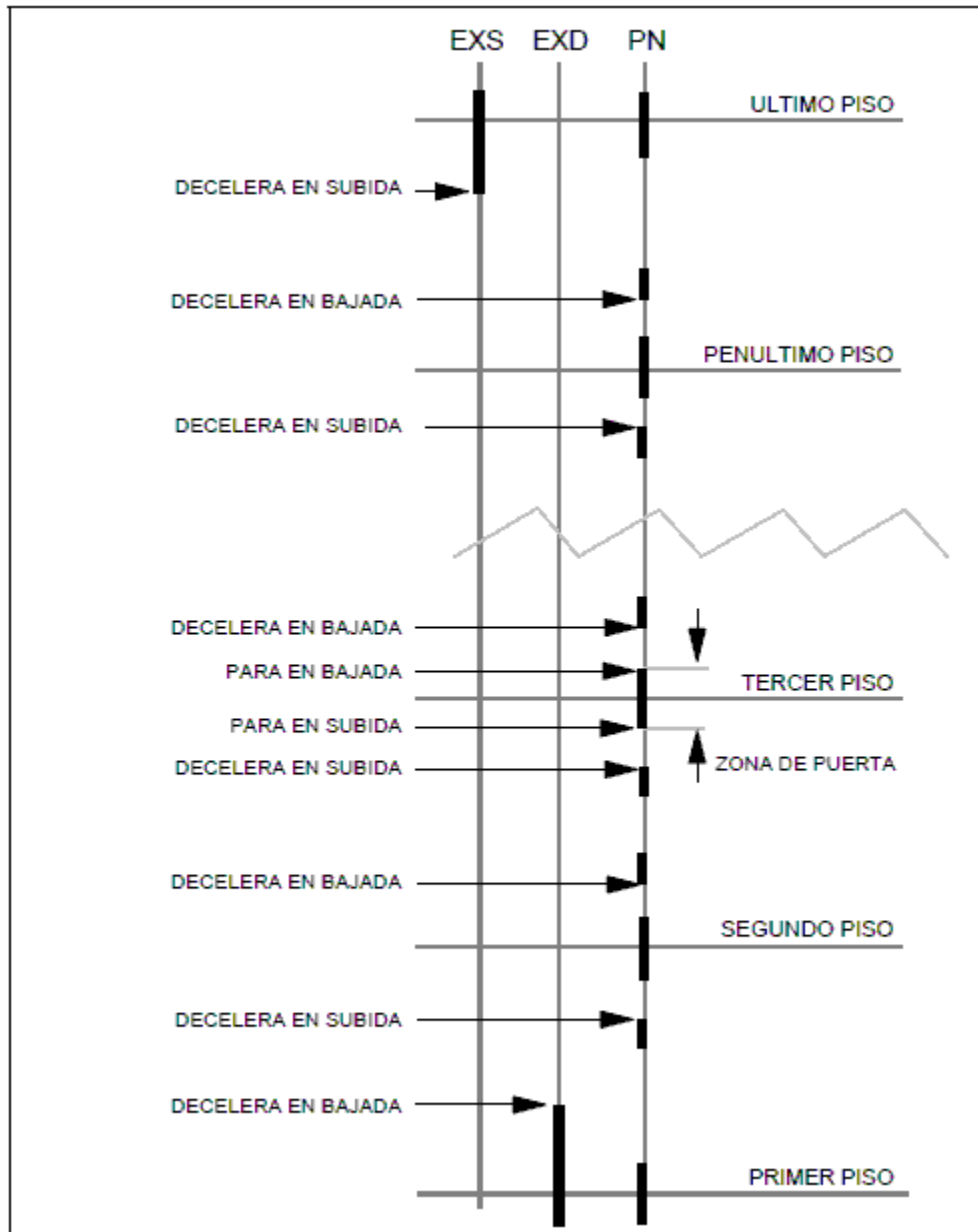 EXS EXD PN
ULTIMO PISO
DECELERA EN SUBIDA
DECELERA EN BAJADA
PENULTIMO PISO
DECELERA EN SUBIDA
DECELERA EN BAJADA
PARA EN BAJADA
TERCER PISO
PARA EN SUBIDA
DECELERA EN SUBIDA
ZONA DE PUERTA
DECELERA EN BAJADA
SEGUNDO PISO
DECELERA EN SUBIDA
DECELERA EN BAJADA
PRIMER PISO